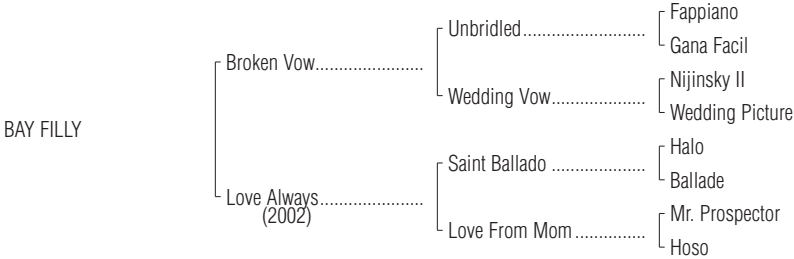 Fappiano
Unbridled..........................
Gana Facil
Broken Vow.......................
Nijinsky II
Wedding Vow....................
Wedding Picture
BAY FILLY
Halo
Saint Ballado ....................
Ballade
Love Always......................
(2002)
Mr. Prospector
Love From Mom...............
Hoso